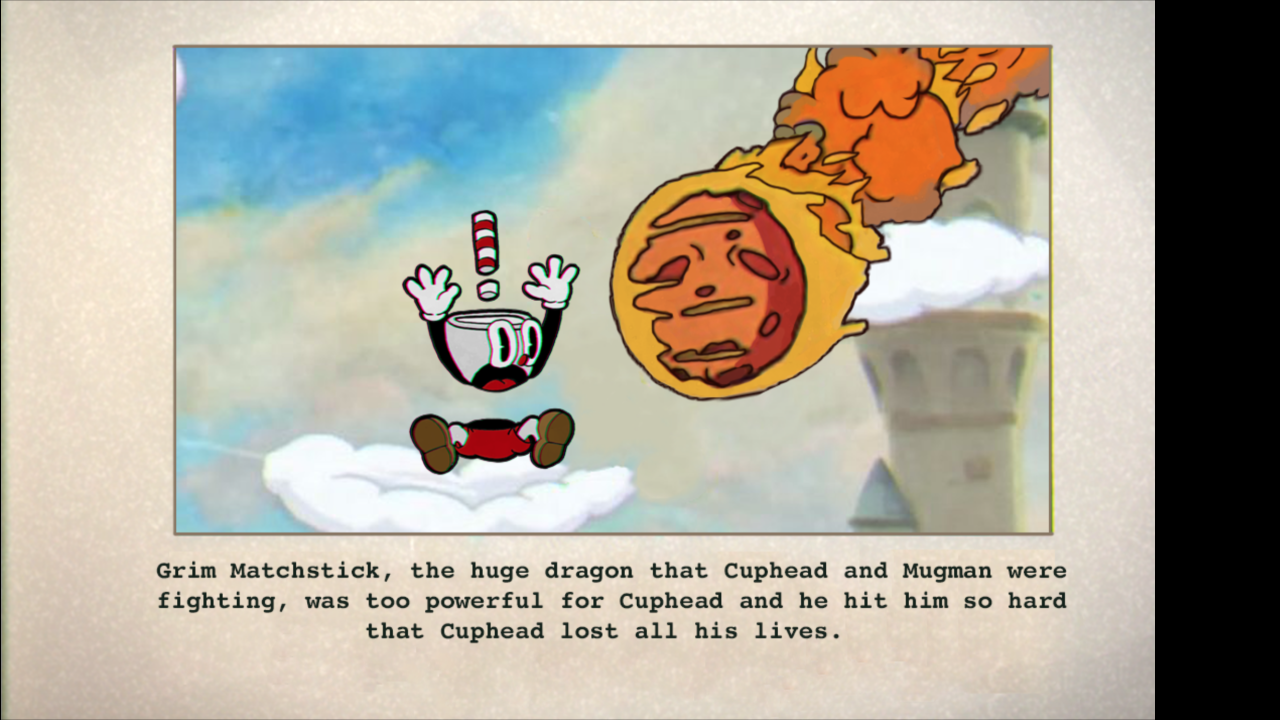 Grim Matchstick, the huge dragon that Cuphead and Mugman were
fighting, was too powerful for Cuphead and he hit him so hard
that Cuphead lost all his lives.